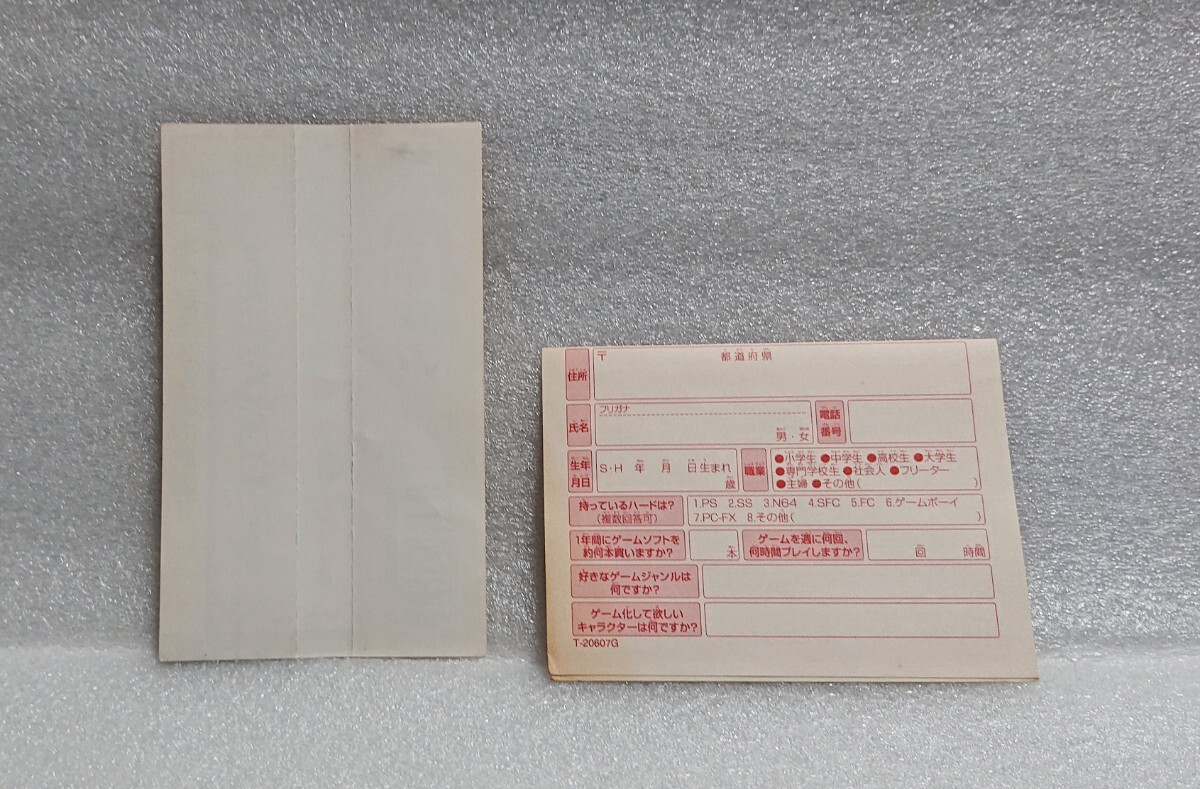 住所
〒 都道府県
氏名
フリガナ
男・女
電話
番号
生年
月日
S・H 年 月 日生まれ
歳
職業
●小学生 ●中学生 ●高校生 ●大学生
●専門学校生 ●社会人 ●フリーター
●主婦 ●その他( )
持っているハードは?
(複数回答可)
1.PS 2.SS 3.N64 4.SFC 5.FC 6.ゲームボーイ
7.PC-FX 8.その他( )
1年間にゲームソフトを
約何本買いますか?
本
ゲームを週に何回、
何時間プレイしますか?
回 時間
好きなゲームジャンルは
何ですか?
ゲーム化して欲しい
キャラクターは何ですか?
T-20607G